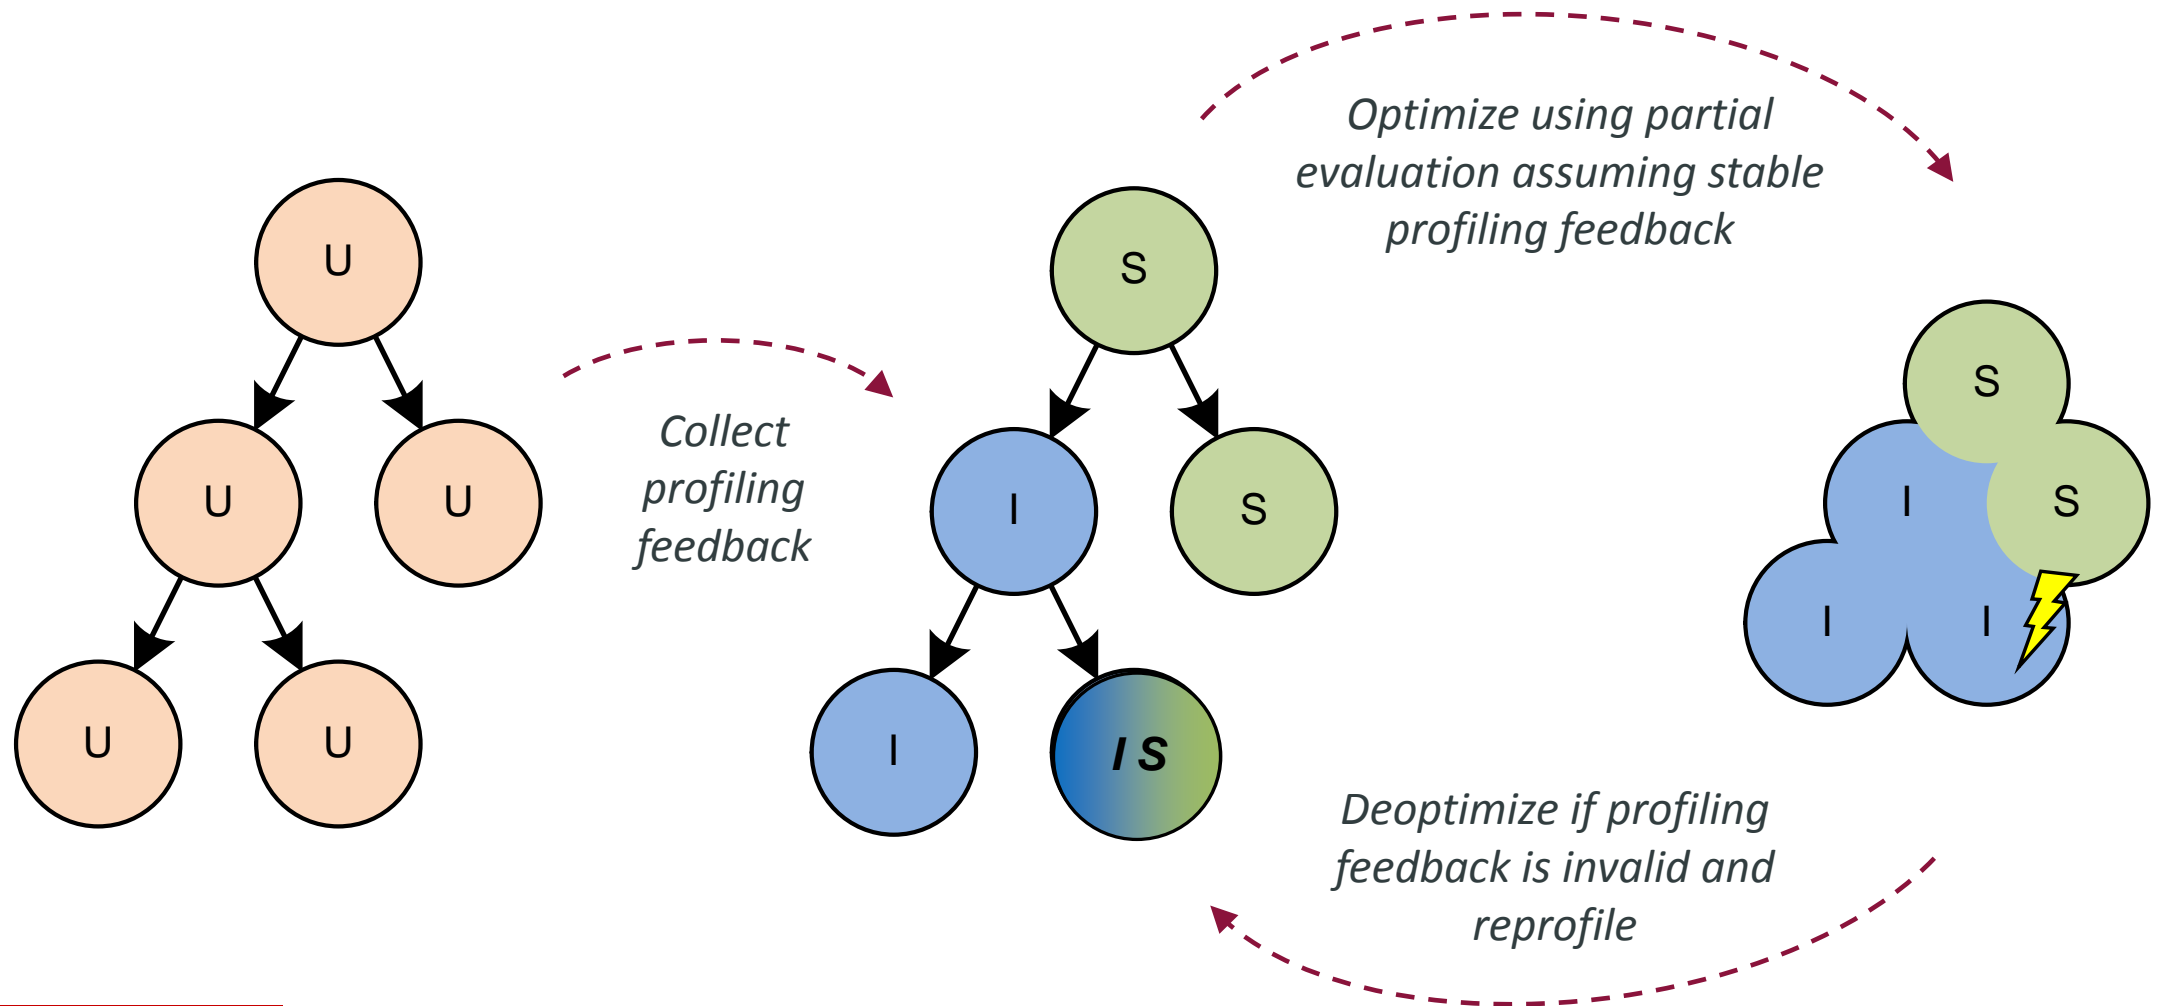 U
U
U
U
U
Collect
profiling
feedback
S
I
S
I
I S
Optimize using partial
evaluation assuming stable
profiling feedback
S
I
S
I
I
Deoptimize if profiling
feedback is invalid and
reprofile